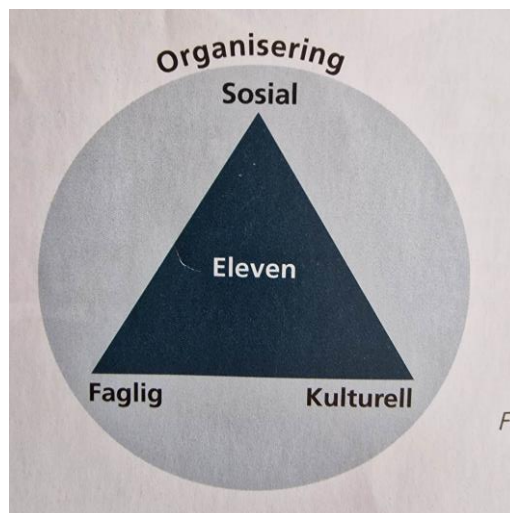 Organisering
Sosial
Eleven
Faglig
Kulturell
F